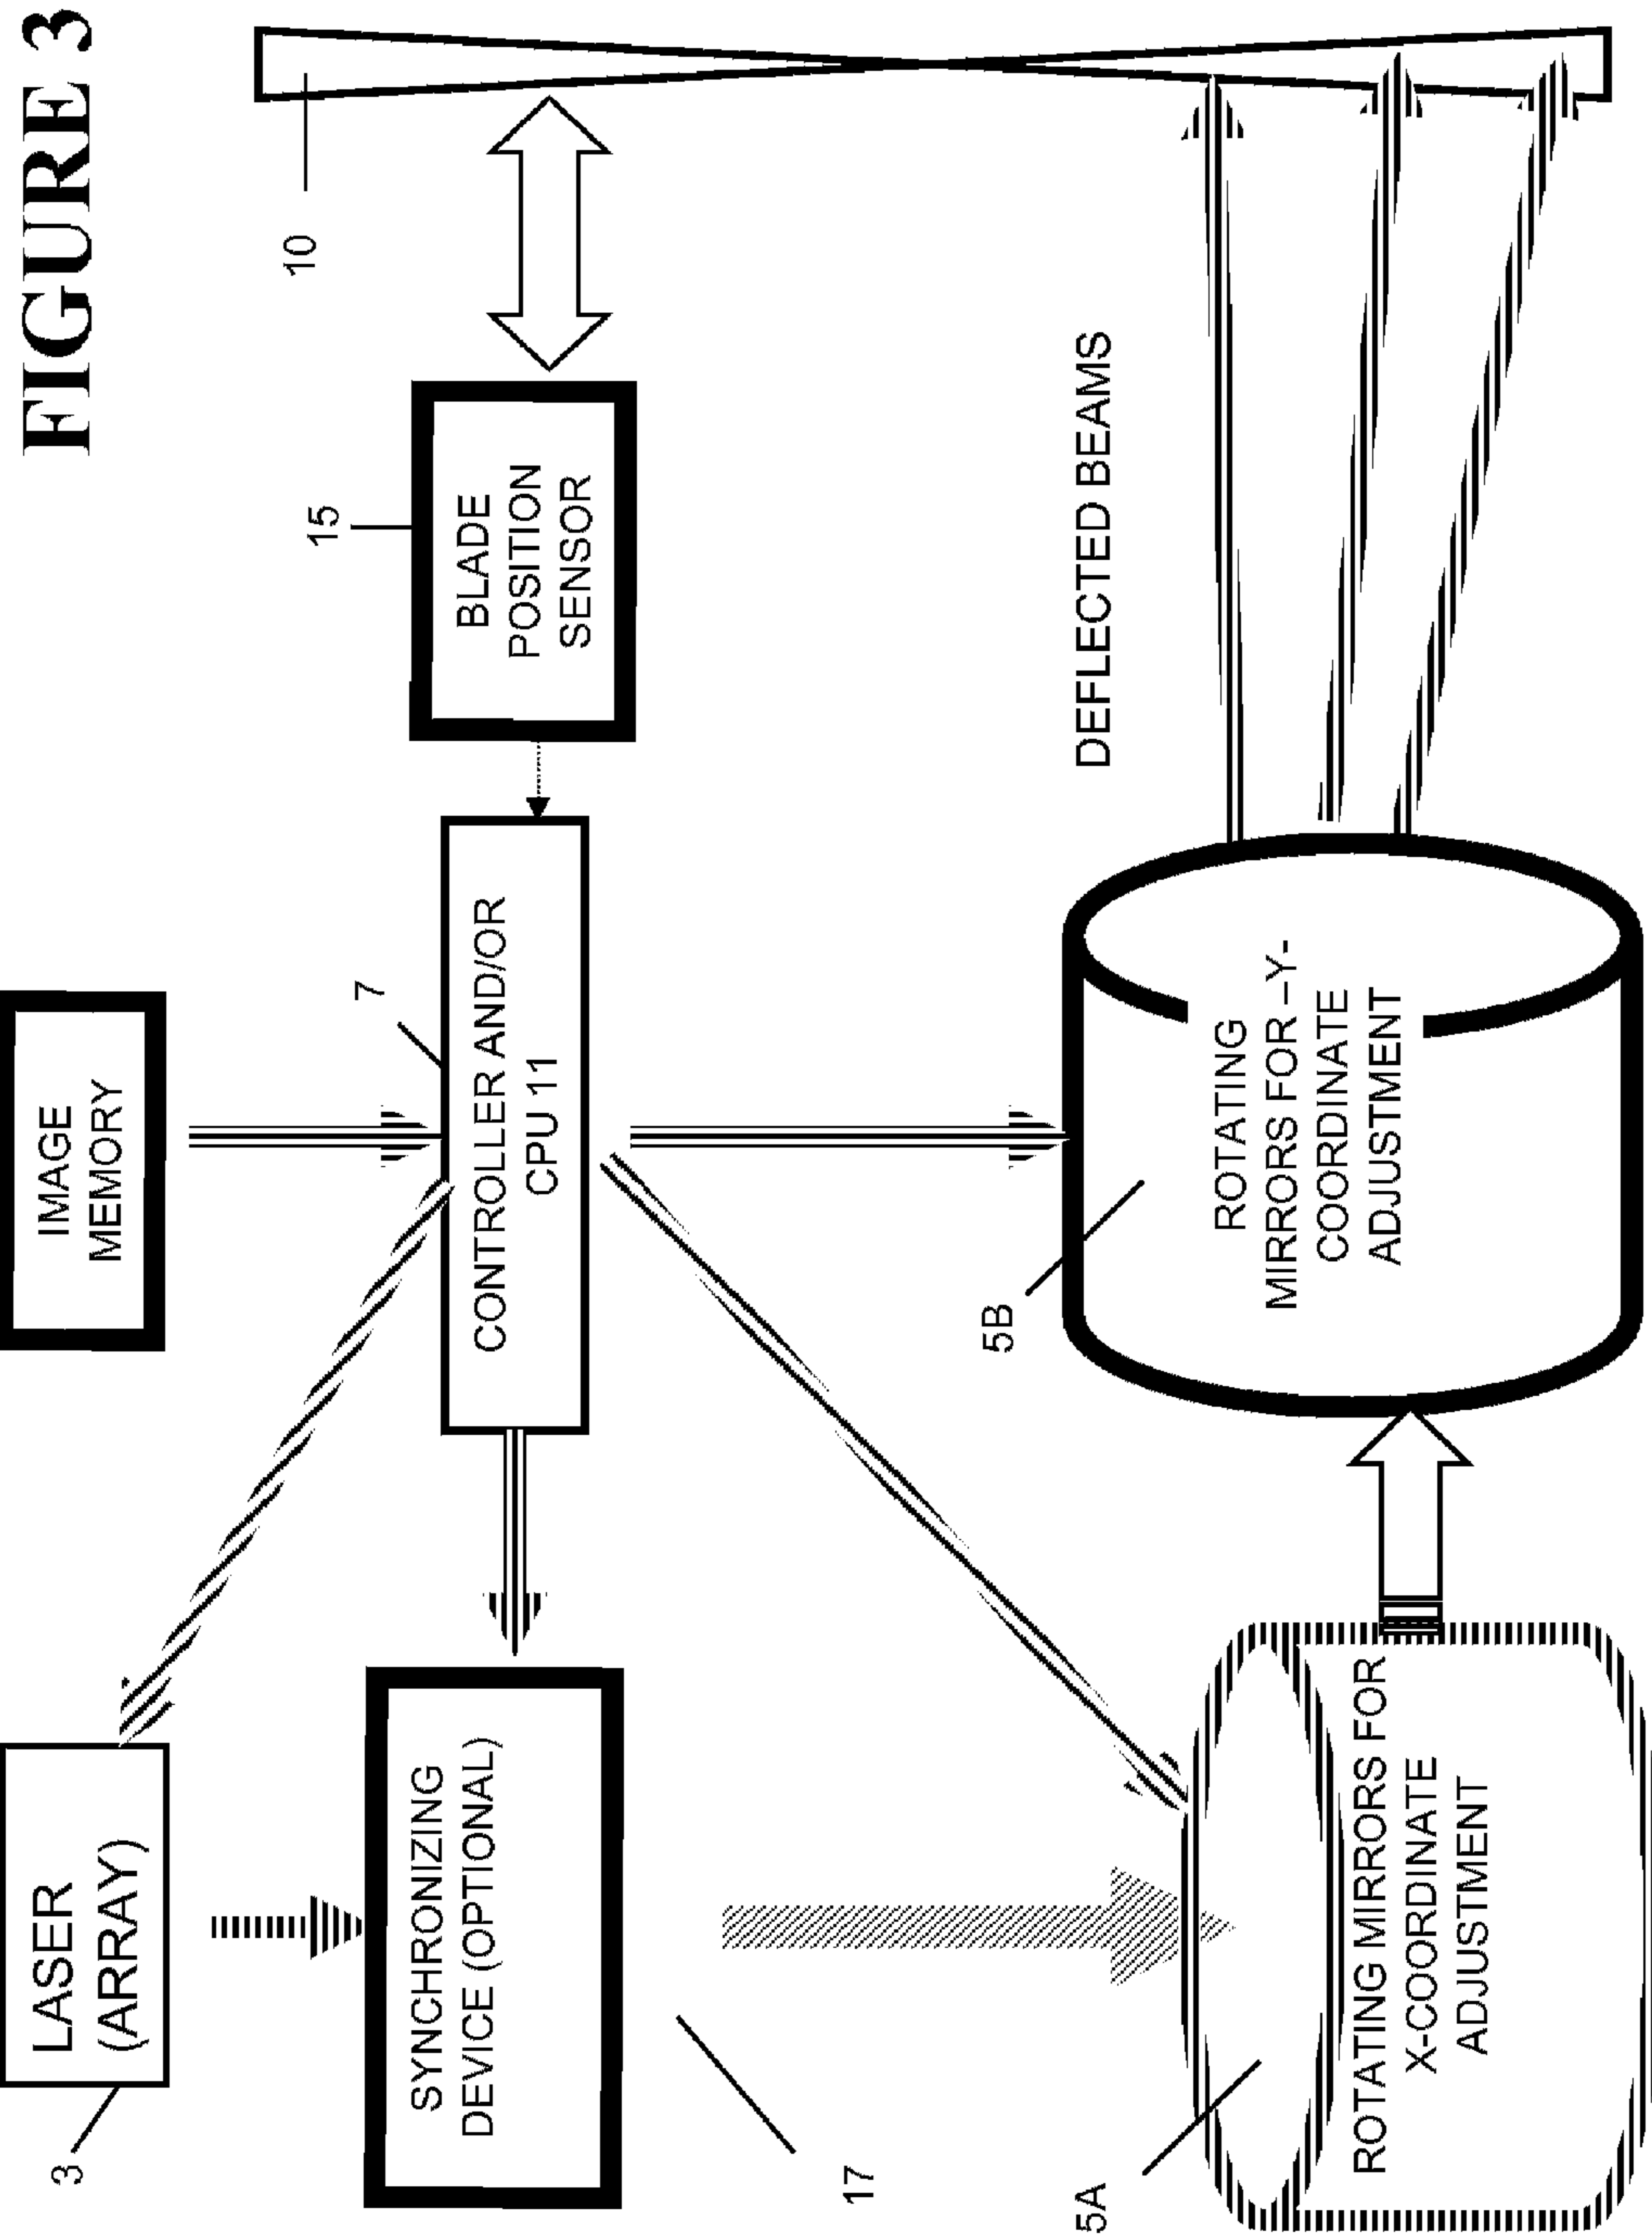 FIGURE 3
3
LASER
(ARRAY)
IMAGE
MEMORY
7
15
10
SYNCHRONIZING
DEVICE (OPTIONAL)
CONTROLLER AND/OR
CPU 11
BLADE
POSITION
SENSOR
17
5A
5B
DEFLECTED BEAMS
ROTATING MIRRORS FOR
X-COORDINATE
ADJUSTMENT
ROTATING
MIRRORS FOR –Y-
COORDINATE
ADJUSTMENT